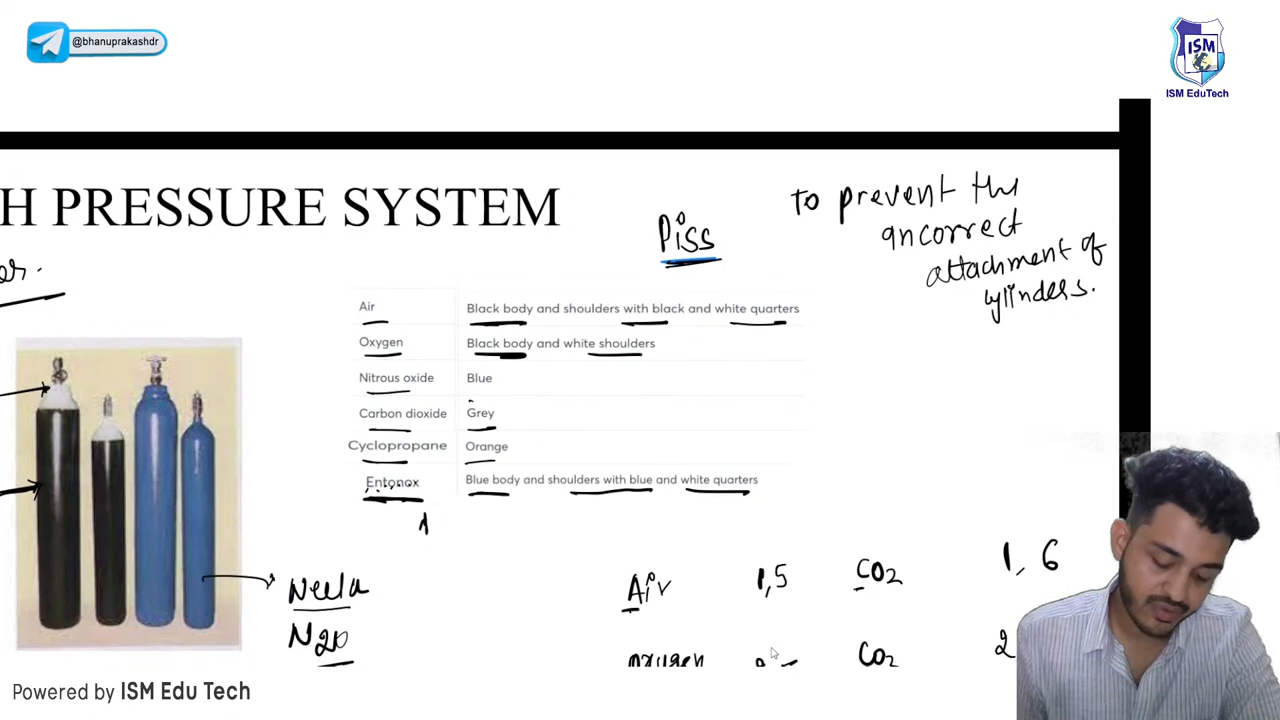 @bhanuprakashdr
ISM
ISM EduTech
H PRESSURE SYSTEM
Piss
to prevent the
incorrect
attachment of
cylinders.
Air Black body and shoulders with black and white quarters
Oxygen Black body and white shoulders
Nitrous oxide Blue
Carbon dioxide Grey
Cyclopropane Orange
Entonox Blue body and shoulders with blue and white quarters
Neela
N20
Air 1,5 CO2 1, 6
oxygen CO2 2
Powered by ISM Edu Tech